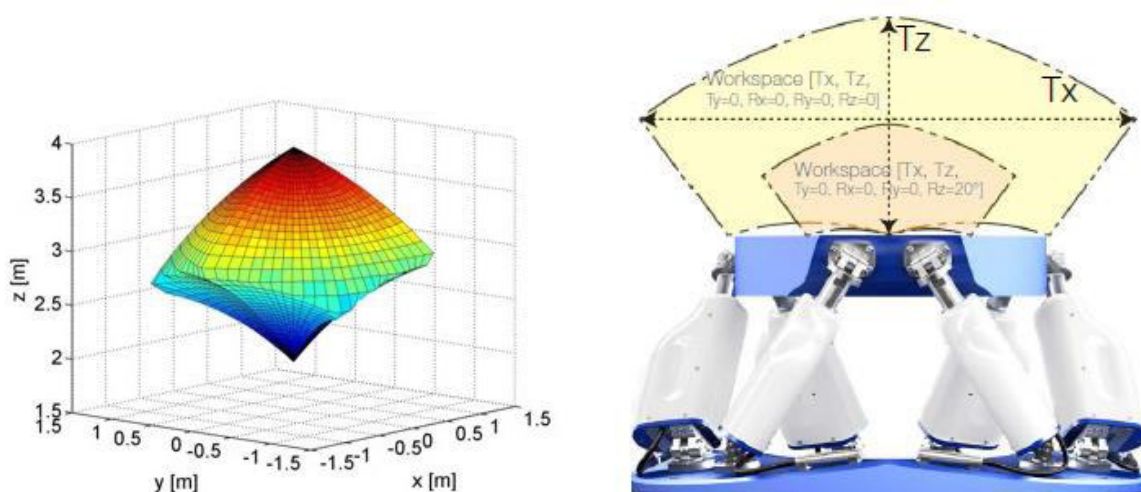 4
3.5
3
2.5
2
1.5
z [m]
1.5
1
0.5
0
-0.5
-1
-1.5
y [m]
-1.5
-1
-0.5
0
0.5
1
1.5
x [m]
Tz
Workspace [Tx, Tz,
Ty=0, Rx=0, Ry=0, Rz=0]
Tx
Workspace [Tx, Tz,
Ty=0, Rx=0, Ry=0, Rz=20°]